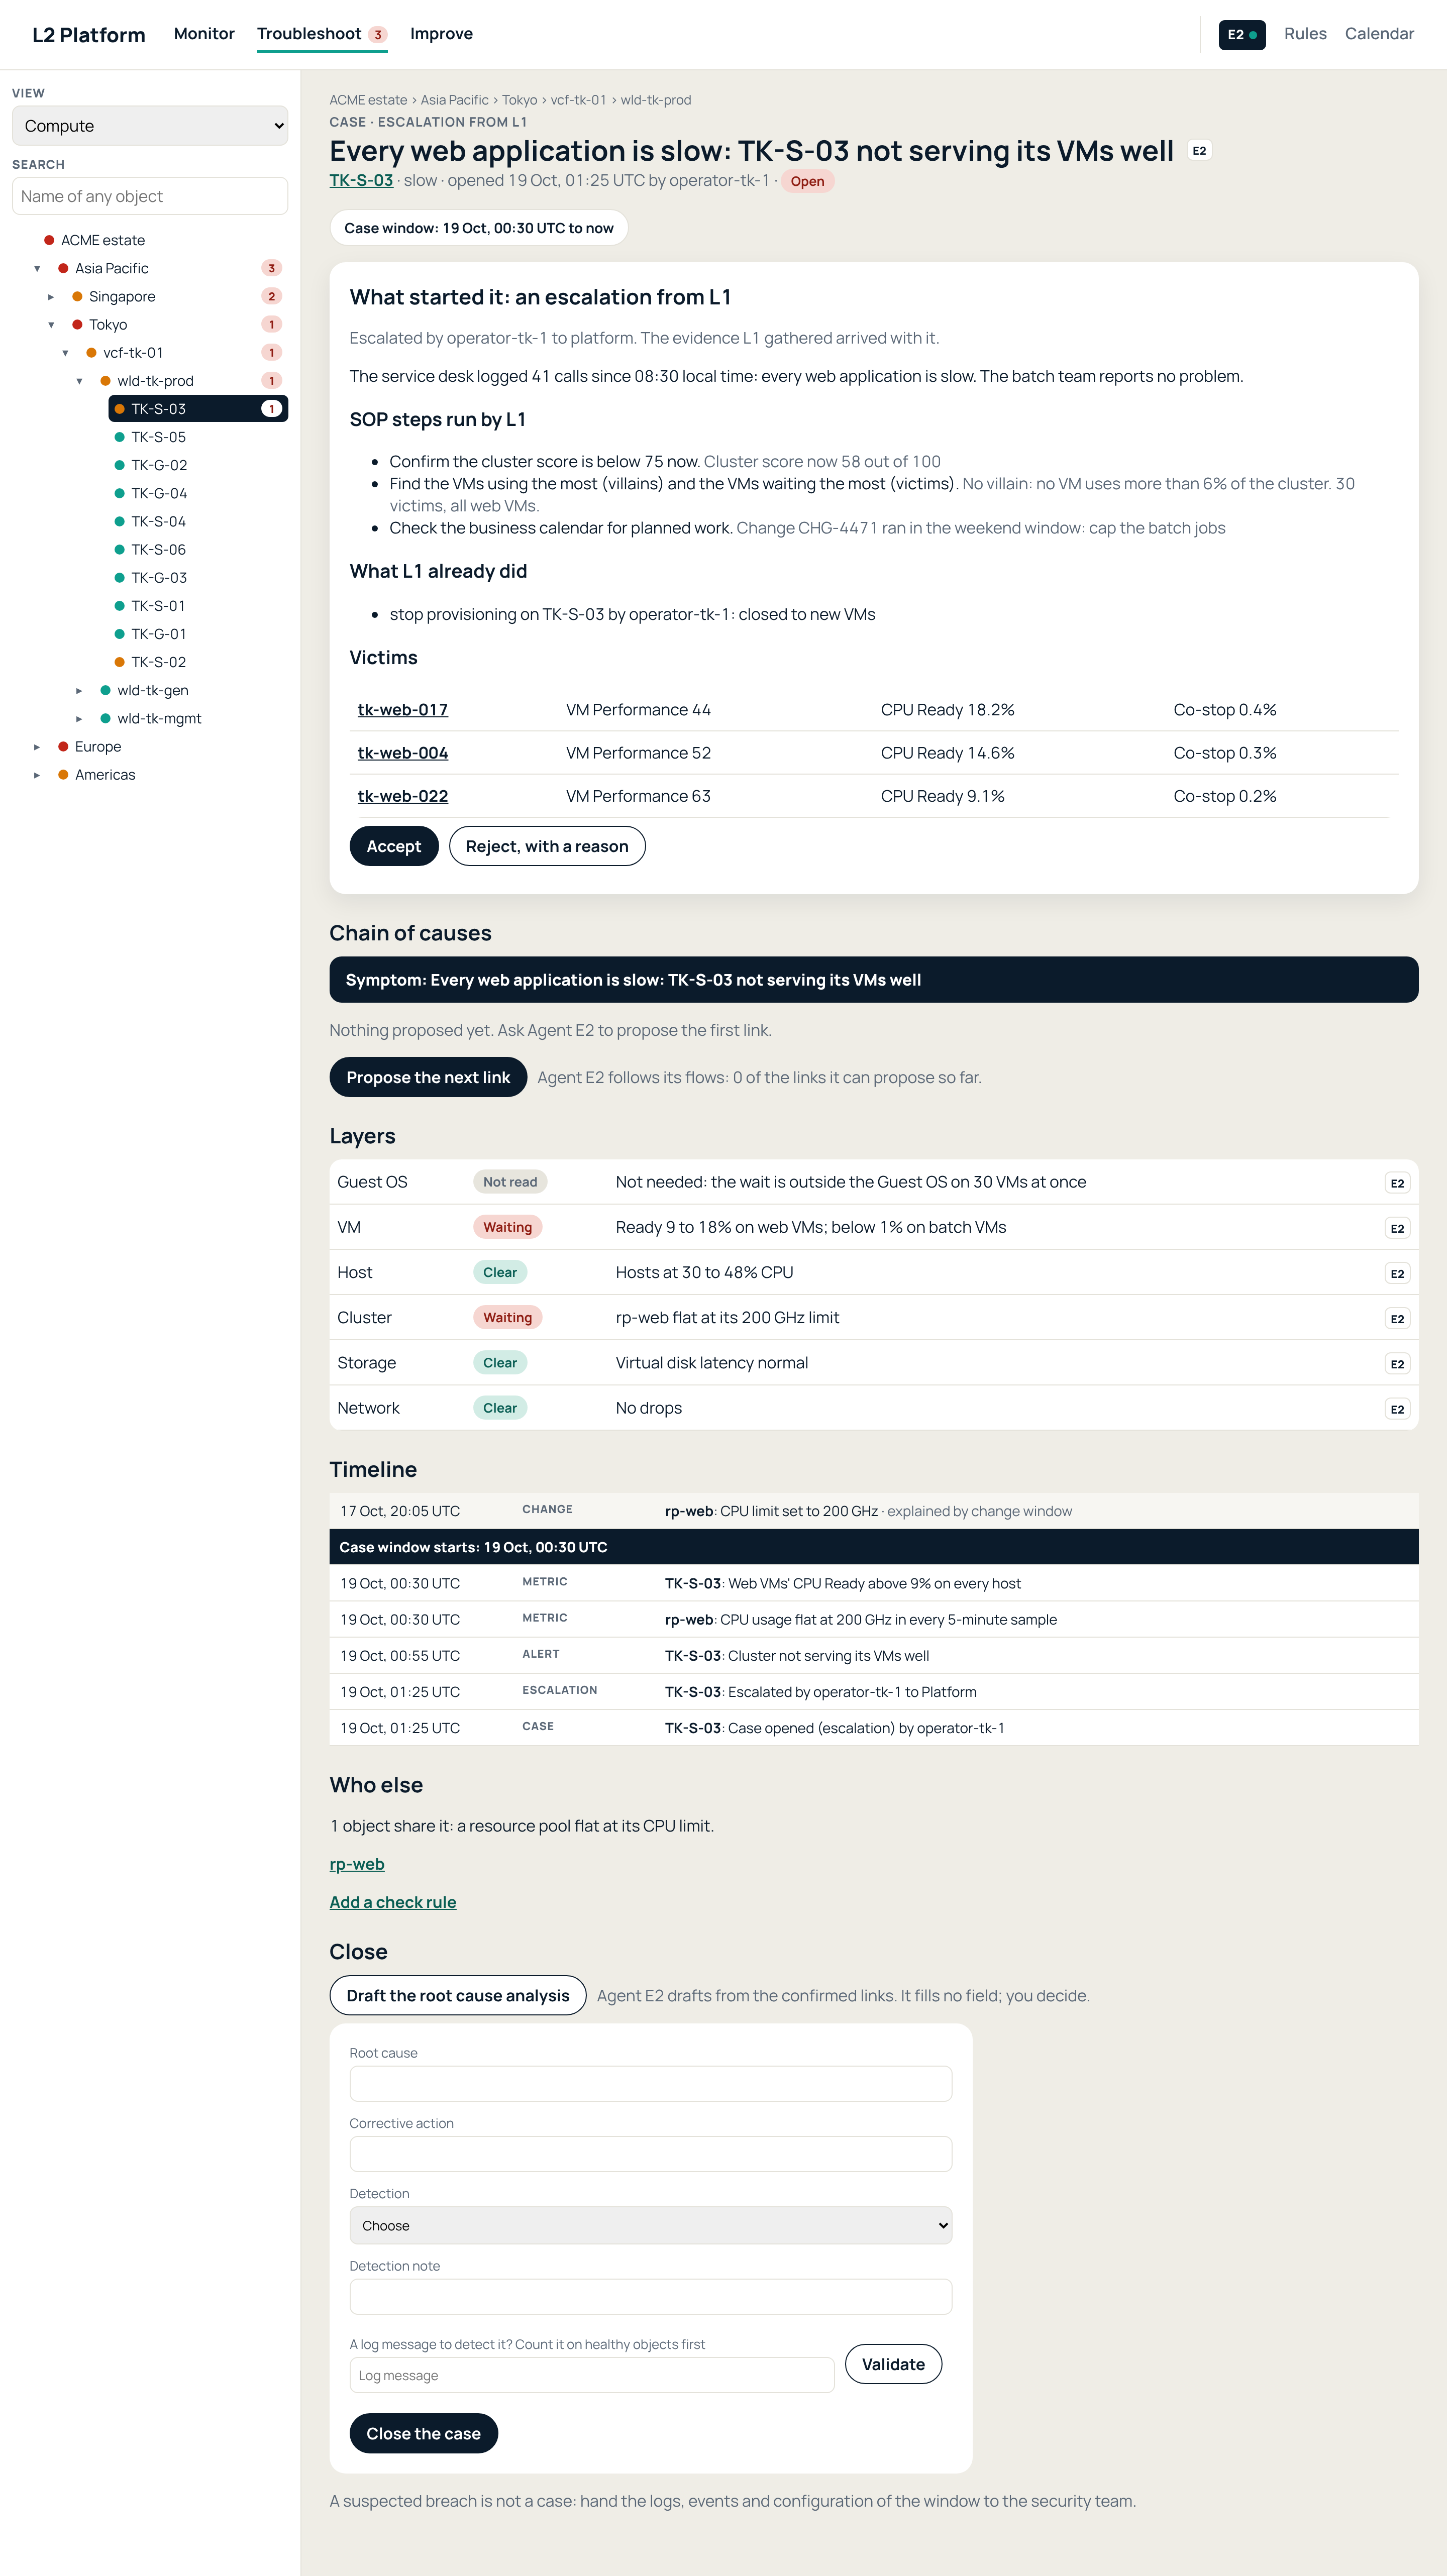 L2 Platform Monitor Troubleshoot 3 Improve E2 Rules Calendar
VIEW
Compute
SEARCH
Name of any object
ACME estate
Asia Pacific 3
Singapore 2
Tokyo 1
vcf-tk-01 1
wld-tk-prod 1
TK-S-03 1
TK-S-05
TK-G-02
TK-G-04
TK-S-04
TK-S-06
TK-G-03
TK-S-01
TK-G-01
TK-S-02
wld-tk-gen
wld-tk-mgmt
Europe
Americas
ACME estate › Asia Pacific › Tokyo › vcf-tk-01 › wld-tk-prod
CASE · ESCALATION FROM L1
Every web application is slow: TK-S-03 not serving its VMs well E2
TK-S-03 · slow · opened 19 Oct, 01:25 UTC by operator-tk-1 · Open
Case window: 19 Oct, 00:30 UTC to now
What started it: an escalation from L1
Escalated by operator-tk-1 to platform. The evidence L1 gathered arrived with it.
The service desk logged 41 calls since 08:30 local time: every web application is slow. The batch team reports no problem.
SOP steps run by L1
• Confirm the cluster score is below 75 now. Cluster score now 58 out of 100
• Find the VMs using the most (villains) and the VMs waiting the most (victims). No villain: no VM uses more than 6% of the cluster. 30
victims, all web VMs.
• Check the business calendar for planned work. Change CHG-4471 ran in the weekend window: cap the batch jobs
What L1 already did
• stop provisioning on TK-S-03 by operator-tk-1: closed to new VMs
Victims
tk-web-017 VM Performance 44 CPU Ready 18.2% Co-stop 0.4%
tk-web-004 VM Performance 52 CPU Ready 14.6% Co-stop 0.3%
tk-web-022 VM Performance 63 CPU Ready 9.1% Co-stop 0.2%
Accept Reject, with a reason
Chain of causes
Symptom: Every web application is slow: TK-S-03 not serving its VMs well
Nothing proposed yet. Ask Agent E2 to propose the first link.
Propose the next link Agent E2 follows its flows: 0 of the links it can propose so far.
Layers
Guest OS Not read Not needed: the wait is outside the Guest OS on 30 VMs at once E2
VM Waiting Ready 9 to 18% on web VMs; below 1% on batch VMs E2
Host Clear Hosts at 30 to 48% CPU E2
Cluster Waiting rp-web flat at its 200 GHz limit E2
Storage Clear Virtual disk latency normal E2
Network Clear No drops E2
Timeline
17 Oct, 20:05 UTC CHANGE rp-web: CPU limit set to 200 GHz · explained by change window
Case window starts: 19 Oct, 00:30 UTC
19 Oct, 00:30 UTC METRIC TK-S-03: Web VMs' CPU Ready above 9% on every host
19 Oct, 00:30 UTC METRIC rp-web: CPU usage flat at 200 GHz in every 5-minute sample
19 Oct, 00:55 UTC ALERT TK-S-03: Cluster not serving its VMs well
19 Oct, 01:25 UTC ESCALATION TK-S-03: Escalated by operator-tk-1 to Platform
19 Oct, 01:25 UTC CASE TK-S-03: Case opened (escalation) by operator-tk-1
Who else
1 object share it: a resource pool flat at its CPU limit.
rp-web
Add a check rule
Close
Draft the root cause analysis Agent E2 drafts from the confirmed links. It fills no field; you decide.
Root cause
Corrective action
Detection
Choose
Detection note
A log message to detect it? Count it on healthy objects first
Log message Validate
Close the case
A suspected breach is not a case: hand the logs, events and configuration of the window to the security team.